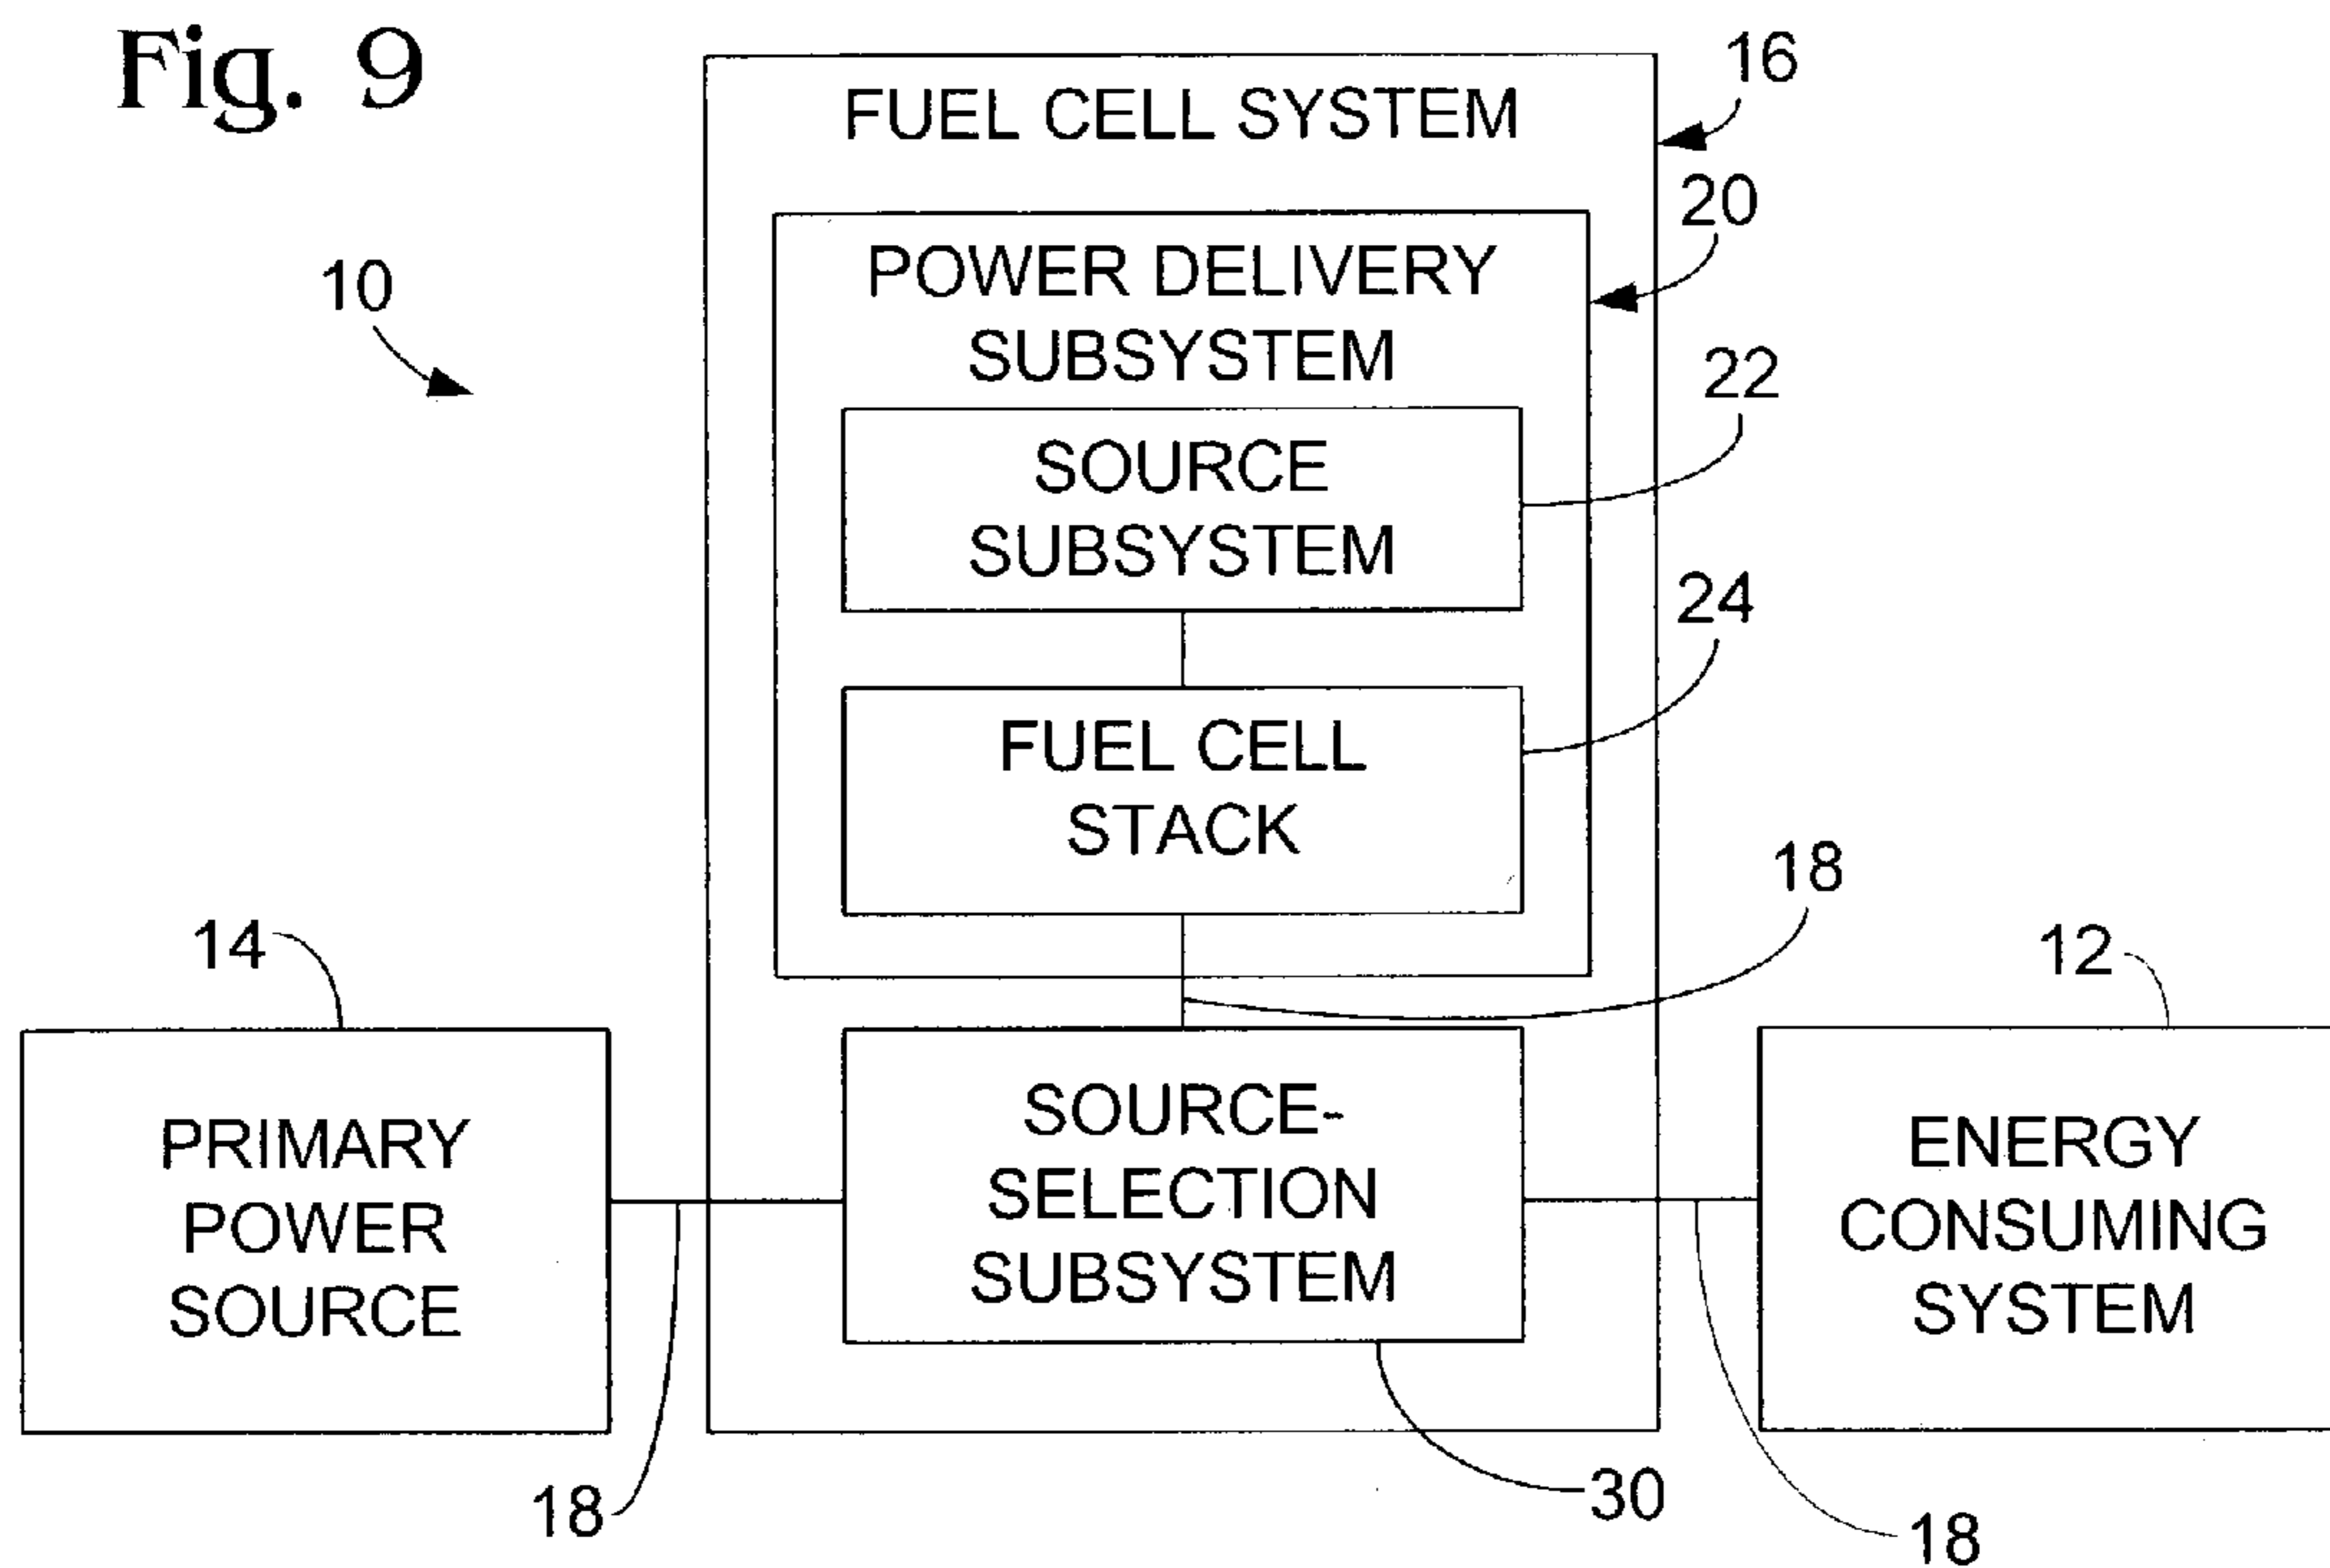 Fig. 9
16
FUEL CELL SYSTEM
20
POWER DELIVERY
SUBSYSTEM
10
22
SOURCE
SUBSYSTEM
24
FUEL CELL
STACK
18
14
12
PRIMARY
POWER
SOURCE
SOURCE-
SELECTION
SUBSYSTEM
ENERGY
CONSUMING
SYSTEM
18
30
18